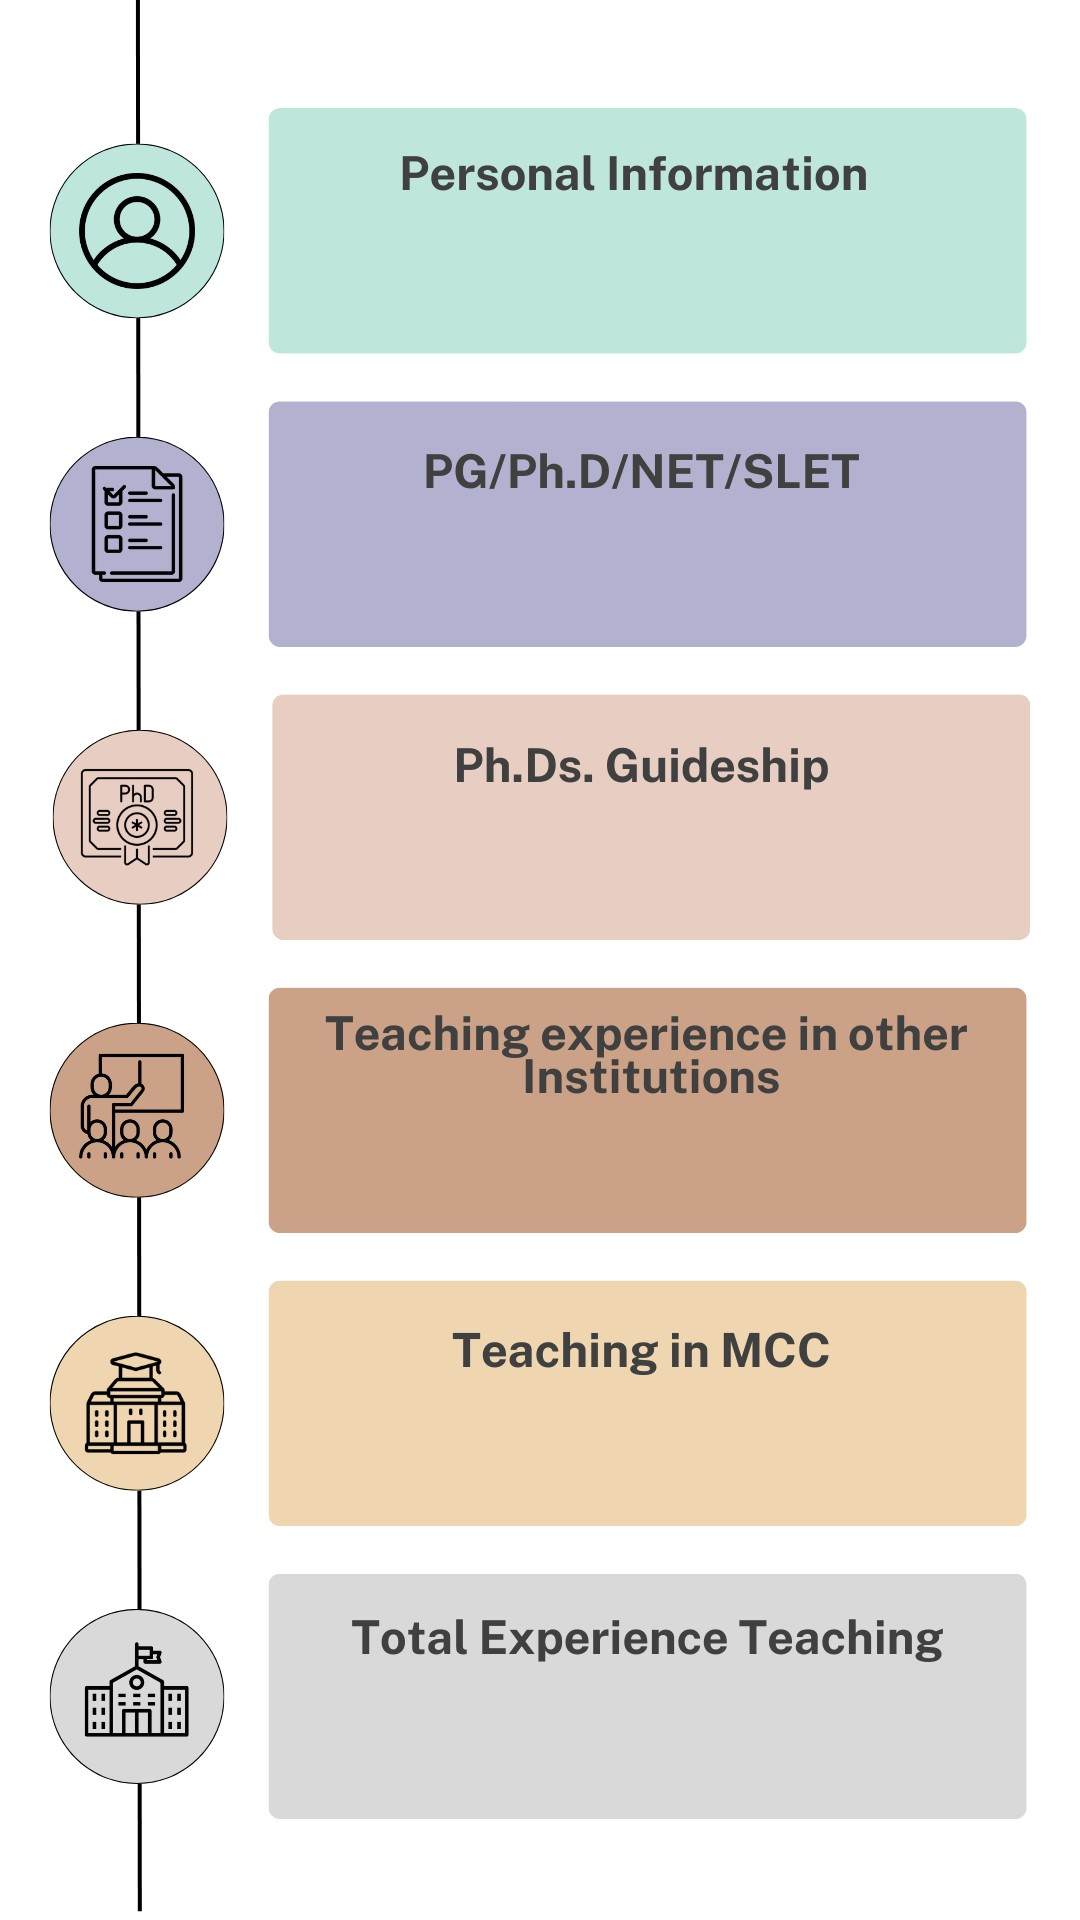 Personal Information
PG/Ph.D/NET/SLET
PhD
Ph.Ds. Guideship
Teaching experience in other
Institutions
Teaching in MCC
Total Experience Teaching